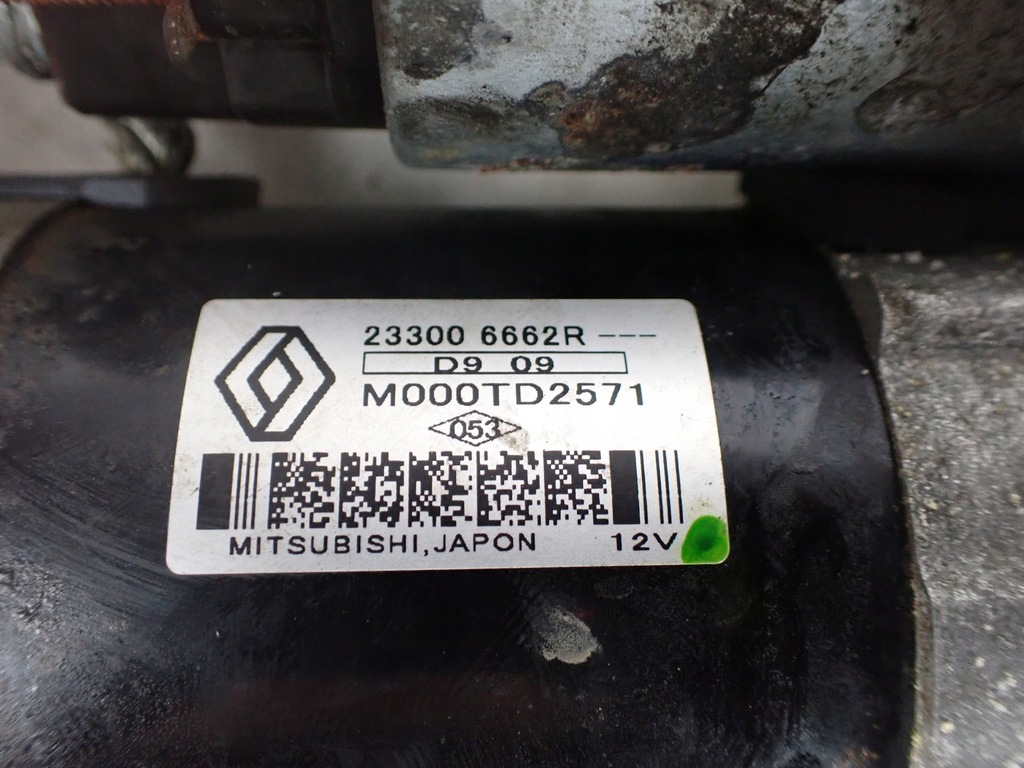 23300 6662R ---
D9 09
M000TD2571
053
MITSUBISHI, JAPON 12V